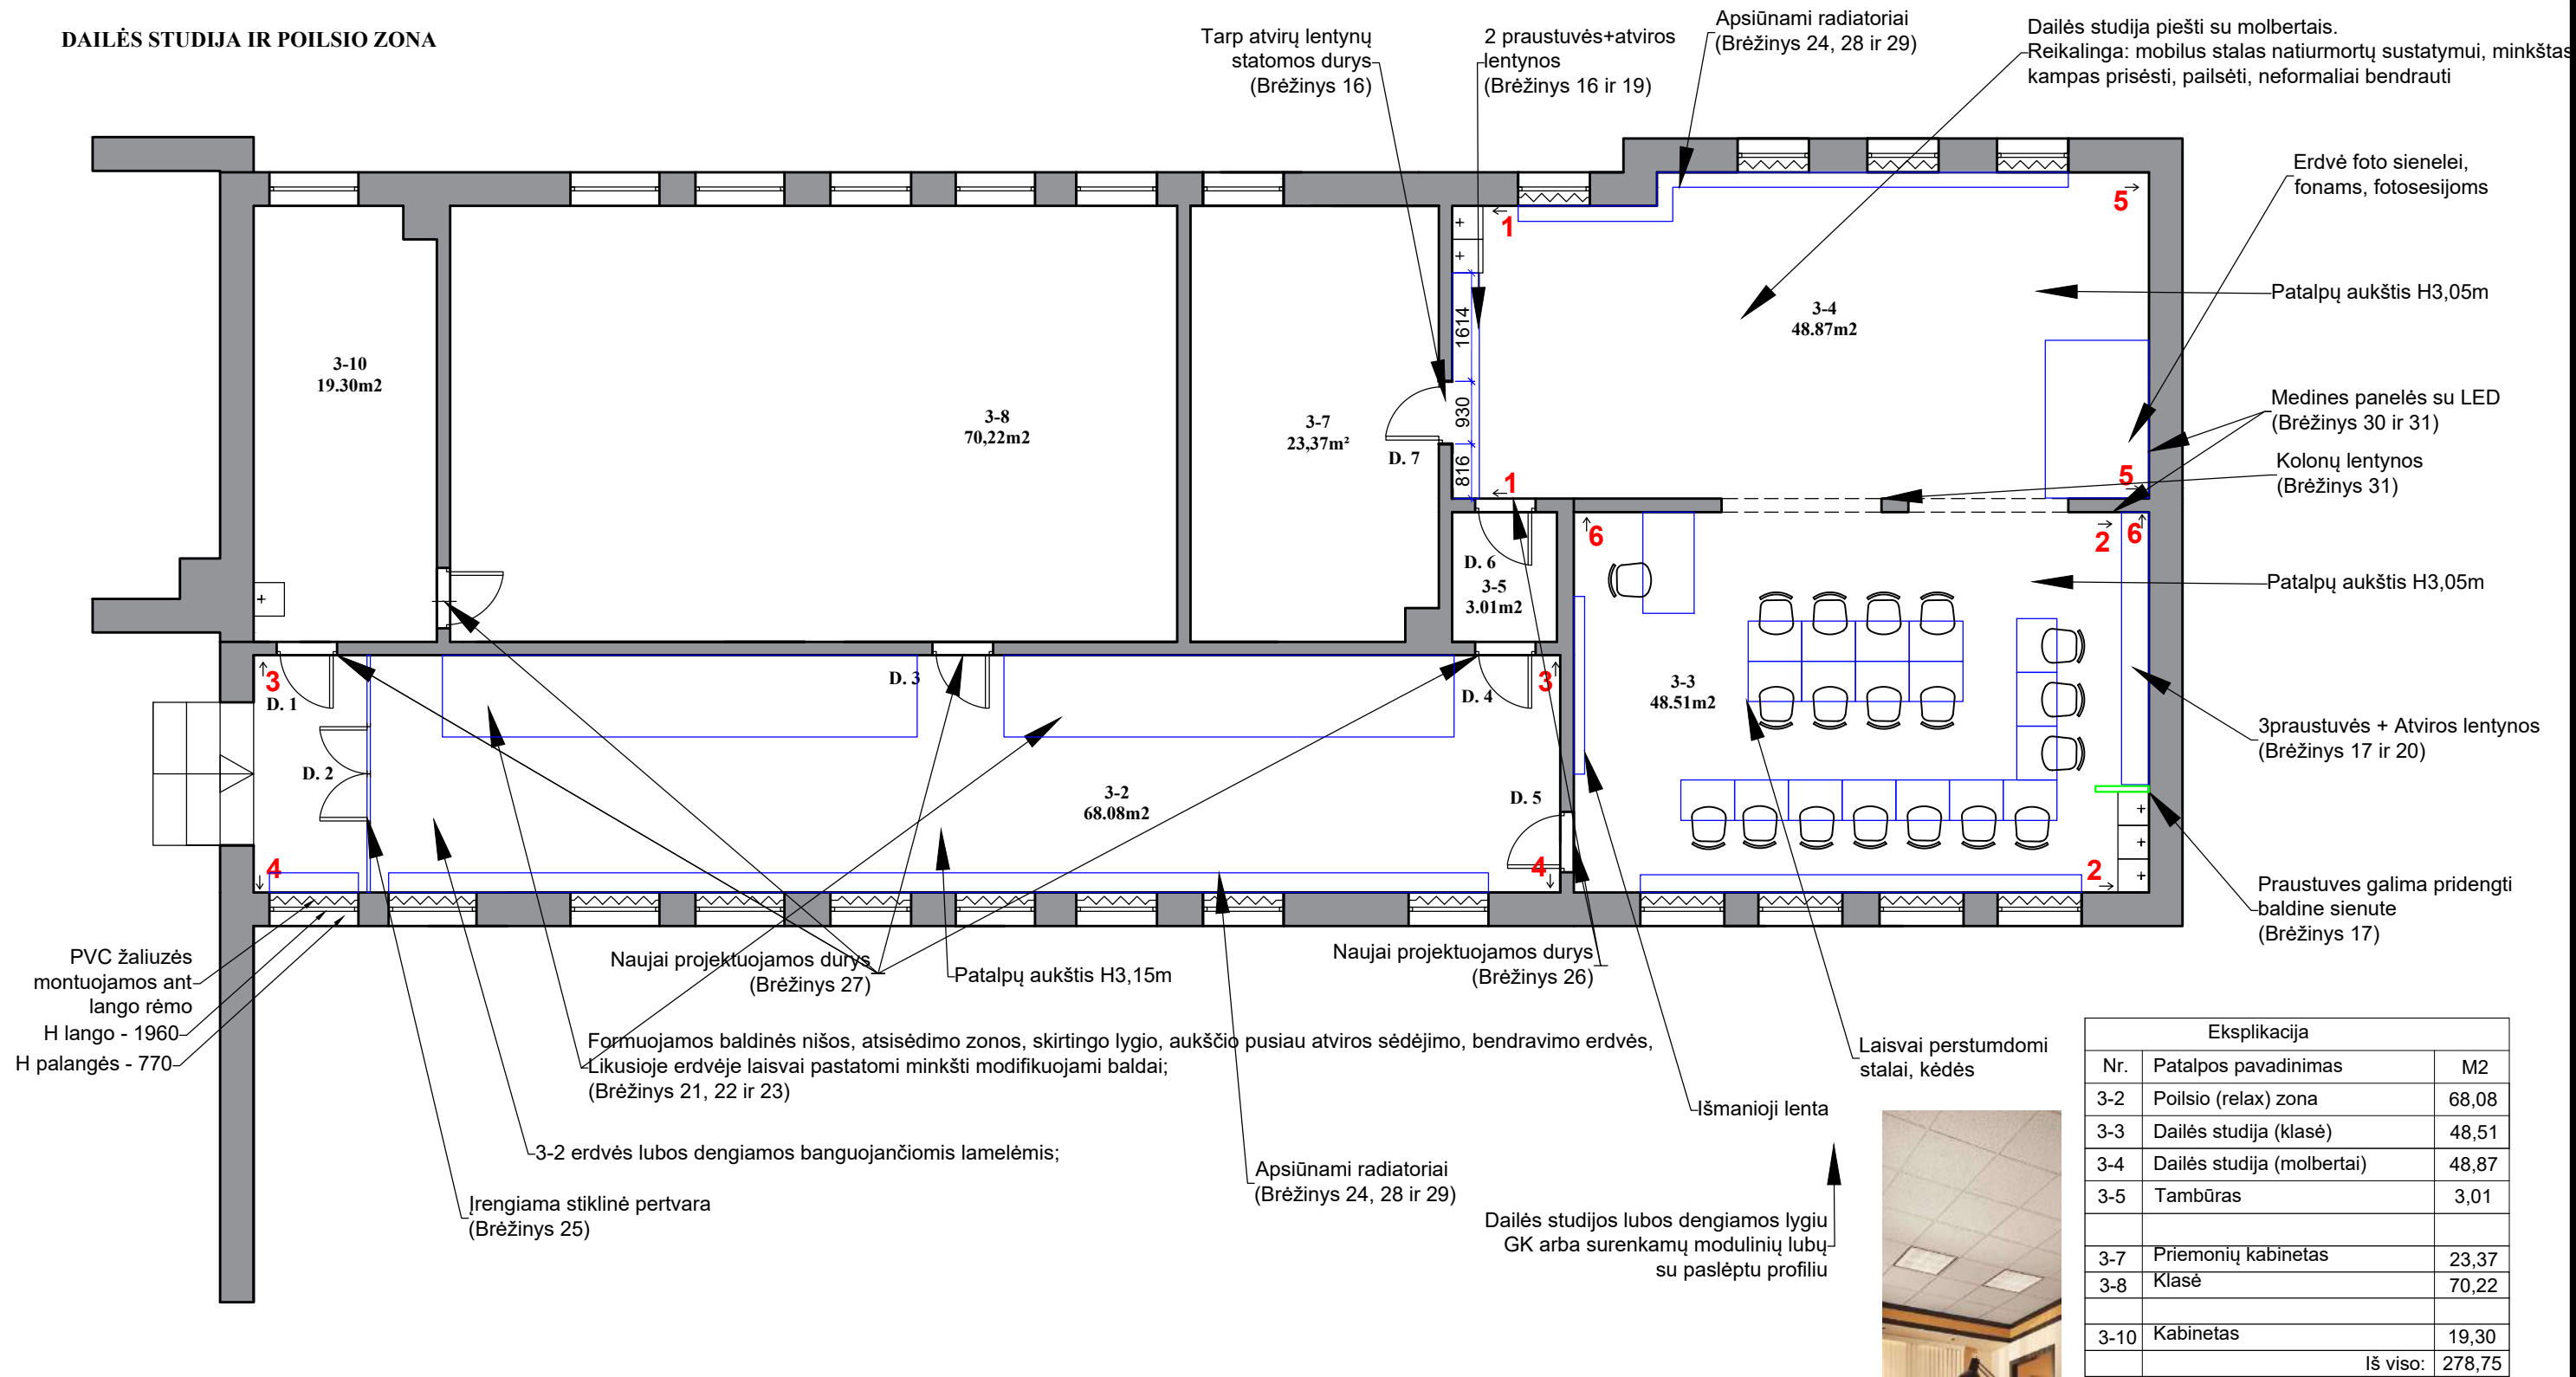 DAILĖS STUDIJA IR POILSIO ZONA
Tarp atvirų lentynų
statomos durys
(Brėžinys 16)
2 praustuvės+atviros
lentynos
(Brėžinys 16 ir 19)
Apsiūnami radiatoriai
(Brėžinys 24, 28 ir 29)
Dailės studija piešti su molbertais.
Reikalinga: mobilus stalas natiurmortų sustatymui, minkštas
kampas prisėsti, pailsėti, neformaliai bendrauti
Erdvė foto sienelei,
fonams, fotosesijoms
Patalpų aukštis H3,05m
Medines panelės su LED
(Brėžinys 30 ir 31)
Kolonų lentynos
(Brėžinys 31)
Patalpų aukštis H3,05m
3praustuvės + Atviros lentynos
(Brėžinys 17 ir 20)
Praustuves galima pridengti
baldine sienute
(Brėžinys 17)
1
5
3-4
48.87m2
1614
930
816
3-10
19.30m2
3-8
70,22m2
3-7
23,37m²
D. 7
1
5
6
2
6
D. 6
3-5
3.01m2
3
D. 1
D. 3
D. 4
3
3-3
48.51m2
D. 2
3-2
68.08m2
D. 5
4
4
2
PVC žaliuzės
montuojamos ant
lango rėmo
H lango - 1960
H palangės - 770
Naujai projektuojamos durys
(Brėžinys 27)
Patalpų aukštis H3,15m
Naujai projektuojamos durys
(Brėžinys 26)
Formuojamos baldinės nišos, atsisėdimo zonos, skirtingo lygio, aukščio pusiau atviros sėdėjimo, bendravimo erdvės,
Likusioje erdvėje laisvai pastatomi minkšti modifikuojami baldai;
(Brėžinys 21, 22 ir 23)
Laisvai perstumdomi
stalai, kėdės
Išmanioji lenta
3-2 erdvės lubos dengiamos banguojančiomis lamelėmis;
Įrengiama stiklinė pertvara
(Brėžinys 25)
Apsiūnami radiatoriai
(Brėžinys 24, 28 ir 29)
Dailės studijos lubos dengiamos lygiu
GK arba surenkamų modulinių lubų
su paslėptu profiliu
Eksplikacija
Nr. Patalpos pavadinimas M2
3-2 Poilsio (relax) zona 68,08
3-3 Dailės studija (klasė) 48,51
3-4 Dailės studija (molbertai) 48,87
3-5 Tambūras 3,01
3-7 Priemonių kabinetas 23,37
3-8 Klasė 70,22
3-10 Kabinetas 19,30
Iš viso: 278,75